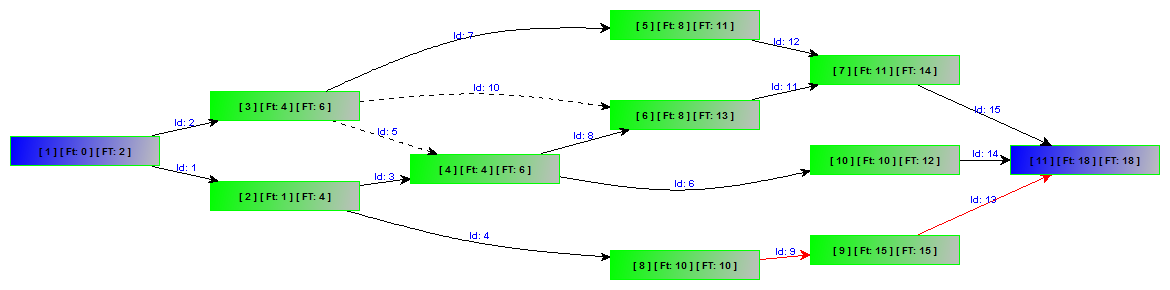 [ 5 ] [ Ft: 8 ] [ FT: 11 ]
Id: 7
Id: 12
[ 7 ] [ Ft: 11 ] [ FT: 14 ]
Id: 10
Id: 11
[ 3 ] [ Ft: 4 ] [ FT: 6 ]
Id: 15
[ 6 ] [ Ft: 8 ] [ FT: 13 ]
Id: 2
Id: 5
Id: 8
[ 1 ] [ Ft: 0 ] [ FT: 2 ]
Id: 14
[ 10 ] [ Ft: 10 ] [ FT: 12 ]
[ 11 ] [ Ft: 18 ] [ FT: 18 ]
Id: 1
[ 4 ] [ Ft: 4 ] [ FT: 6 ]
Id: 3
Id: 6
[ 2 ] [ Ft: 1 ] [ FT: 4 ]
Id: 13
Id: 4
Id: 9
[ 9 ] [ Ft: 15 ] [ FT: 15 ]
[ 8 ] [ Ft: 10 ] [ FT: 10 ]